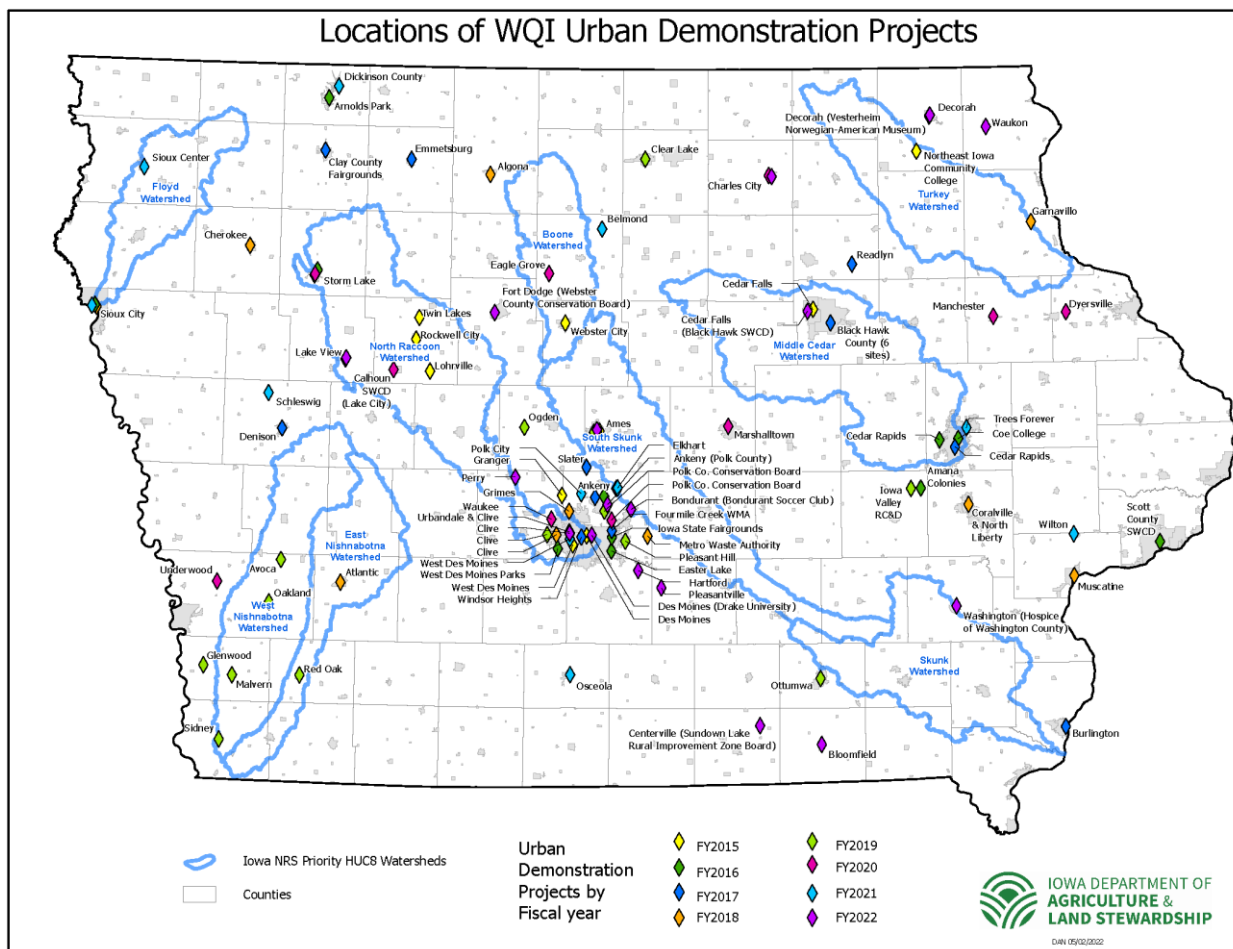 Locations of WQI Urban Demonstration Projects
Dickinson County
Arnolds Park
Sioux Center
Floyd
Watershed
Clay County
Fairgrounds
Emmetsburg
Algona
Clear Lake
Decorah (Vesterheim
Norwegian-American Museum)
Decorah
Waukon
Northeast Iowa
Community
College
Turkey
Watershed
Charles City
Garnavillo
Cherokee
Boone
Watershed
Belmond
Readlyn
Storm Lake
Eagle Grove
Fort Dodge (Webster
County Conservation Board)
Cedar Falls
Manchester
Dyersville
Sioux City
Twin Lakes
Rockwell City
Webster City
Cedar Falls
(Black Hawk SWCD)
Black Hawk
County (6
sites)
Middle Cedar
Watershed
Lake View
North Raccoon
Watershed
Lohrville
Calhoun
SWCD
(Lake City)
Schleswig
Denison
Ogden
Ames
South Skunk
Watershed
Marshalltown
Trees Forever
Coe College
Cedar Rapids
Cedar Rapids
Polk City
Granger
Slater
Elkhart
Ankeny (Polk County)
Polk Co. Conservation Board
Polk Co. Conservation Board
Perry
Ankeny
Grimes
Bondurant (Bondurant Soccer Club)
Amana
Colonies
Iowa
Valley
RC&D
Waukee
Urbandale & Clive
Clive
Clive
Clive
Fourmile Creek WMA
Iowa State Fairgrounds
Metro Waste Authority
Pleasant Hill
Easter Lake
Coralville
& North
Liberty
Wilton
Scott
County
SWCD
East
Nishnabotna
Watershed
Avoca
Underwood
Atlantic
Oakland
West
Nishnabotna
Watershed
West Des Moines
West Des Moines Parks
West Des Moines
Windsor Heights
Hartford
Pleasantville
Des Moines (Drake University)
Des Moines
Muscatine
Washington (Hospice
of Washington County)
Glenwood
Malvern
Red Oak
Osceola
Ottumwa
Skunk
Watershed
Sidney
Centerville (Sundown Lake
Rural Improvement Zone Board)
Bloomfield
Burlington
Iowa NRS Priority HUC8 Watersheds
Counties
Urban
Demonstration
Projects by
Fiscal year
FY2015
FY2016
FY2017
FY2018
FY2019
FY2020
FY2021
FY2022
IOWA DEPARTMENT OF
AGRICULTURE &
LAND STEWARDSHIP
DAN 05/02/2022